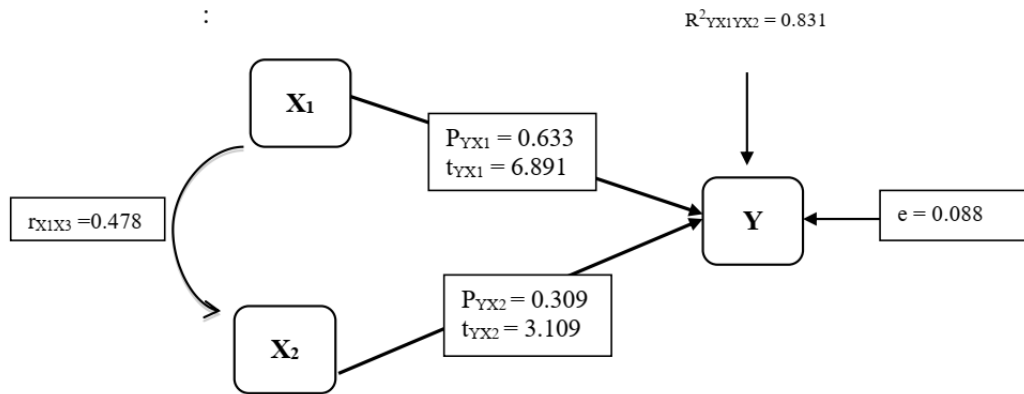 :
R²YX1YX2 = 0.831
X₁
PYX1 = 0.633
tYX1 = 6.891
rX1X3 =0.478
Y
e = 0.088
PYX2 = 0.309
tYX2 = 3.109
X₂